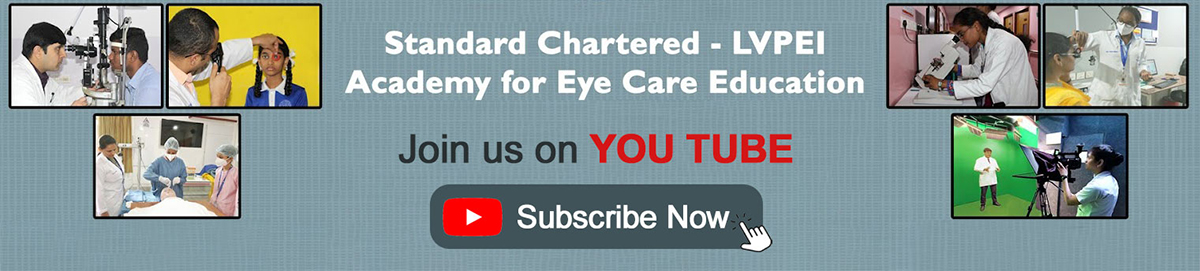 Standard Chartered - LVPEI
Academy for Eye Care Education
Join us on YOU TUBE
Subscribe Now